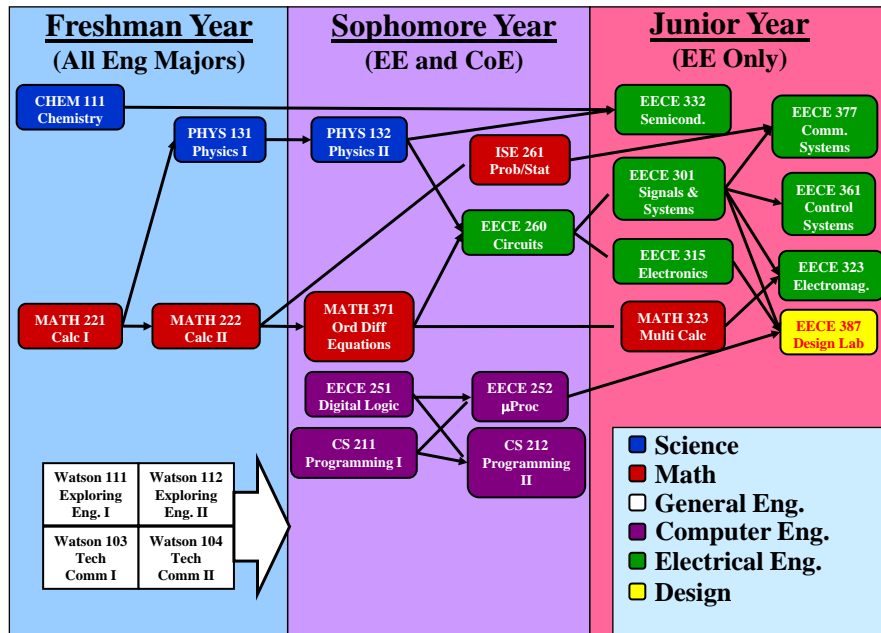 Freshman Year
(All Eng Majors)
Sophomore Year
(EE and CoE)
Junior Year
(EE Only)
CHEM 111
Chemistry
PHYS 131
Physics I
MATH 221
Calc I
MATH 222
Calc II
Watson 111
Exploring
Eng. I
Watson 112
Exploring
Eng. II
Watson 103
Tech
Comm I
Watson 104
Tech
Comm II
PHYS 132
Physics II
ISE 261
Prob/Stat
EECE 260
Circuits
MATH 371
Ord Diff
Equations
EECE 251
Digital Logic
EECE 252
µProc
CS 211
Programming I
CS 212
Programming
II
EECE 332
Semicond.
EECE 377
Comm.
Systems
EECE 301
Signals &
Systems
EECE 361
Control
Systems
EECE 315
Electronics
EECE 323
Electromag.
MATH 323
Multi Calc
EECE 387
Design Lab
Science
Math
General Eng.
Computer Eng.
Electrical Eng.
Design